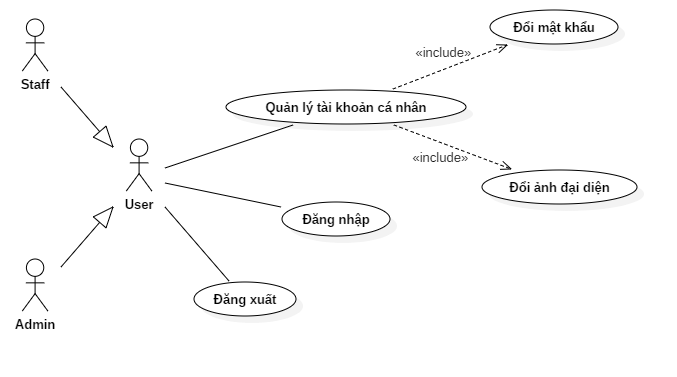 Đổi mật khẩu
«include»
Staff
Quản lý tài khoản cá nhân
«include»
Đổi ảnh đại diện
User
Đăng nhập
Đăng xuất
Admin